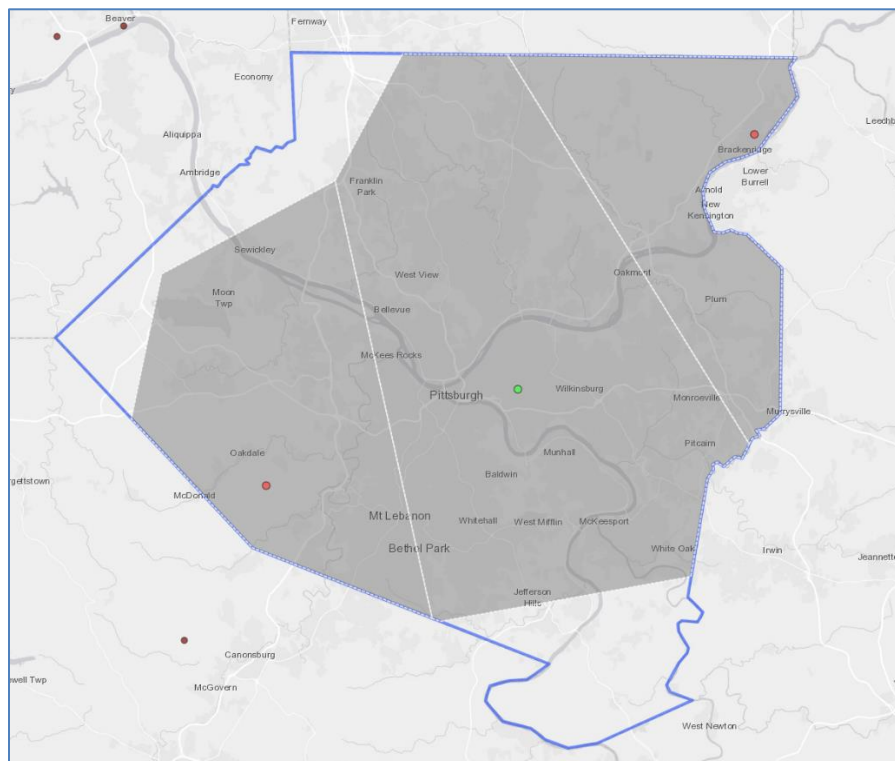 Beaver
Fernway
Economy
Aliquippa
Leechb
Brackenridge
Ambridge
Lower
Burrell
Franklin
Park
Arnold
New
Kensington
Sewickley
West View
Oakmont
Moon
Twp
Plum
Bellevue
McKees Rocks
Pittsburgh
Wilkinsburg
Monroeville
Murrysville
Pitcairn
Oakdale
Munhall
Baldwin
rgettstown
McDonald
Mt Lebanon
Whitehall
West Mifflin
McKeesport
Bethel Park
White Oak
Irwin
Jeannette
Jefferson
Hills
Canonsburg
McGovern
well Twp
West Newton